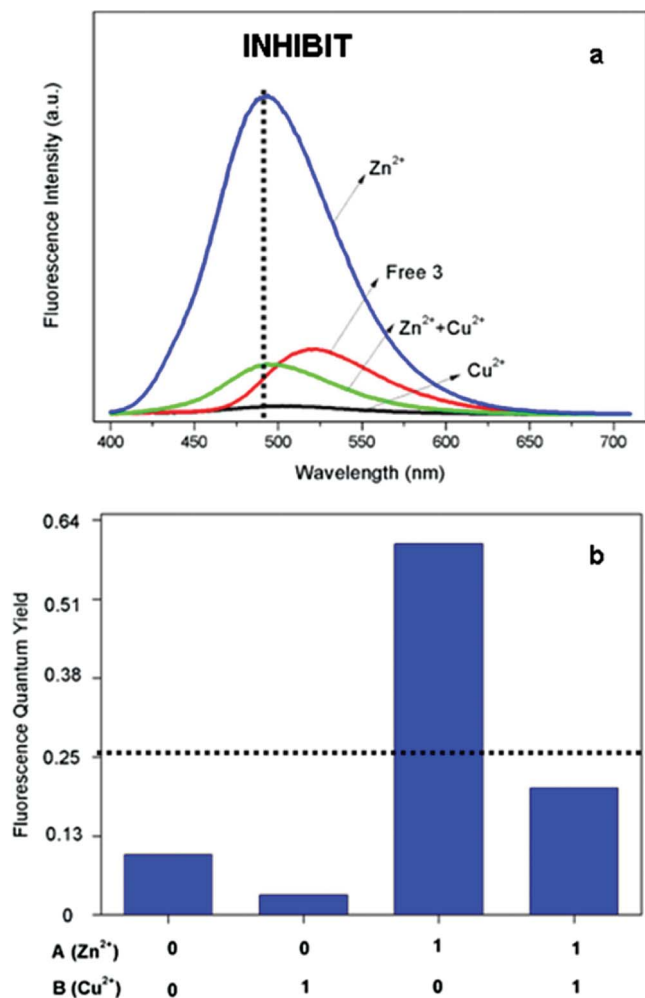 INHIBIT
a
Fluorescence Intensity (a.u.)
Zn²⁺
Free 3
Zn²⁺+Cu²⁺
Cu²⁺
400 450 500 550 600 650 700
Wavelength (nm)
b
Fluorescence Quantum Yield
0.64
0.51
0.38
0.25
0.13
0
A (Zn²⁺) 0 0 1 1
B (Cu²⁺) 0 1 0 1